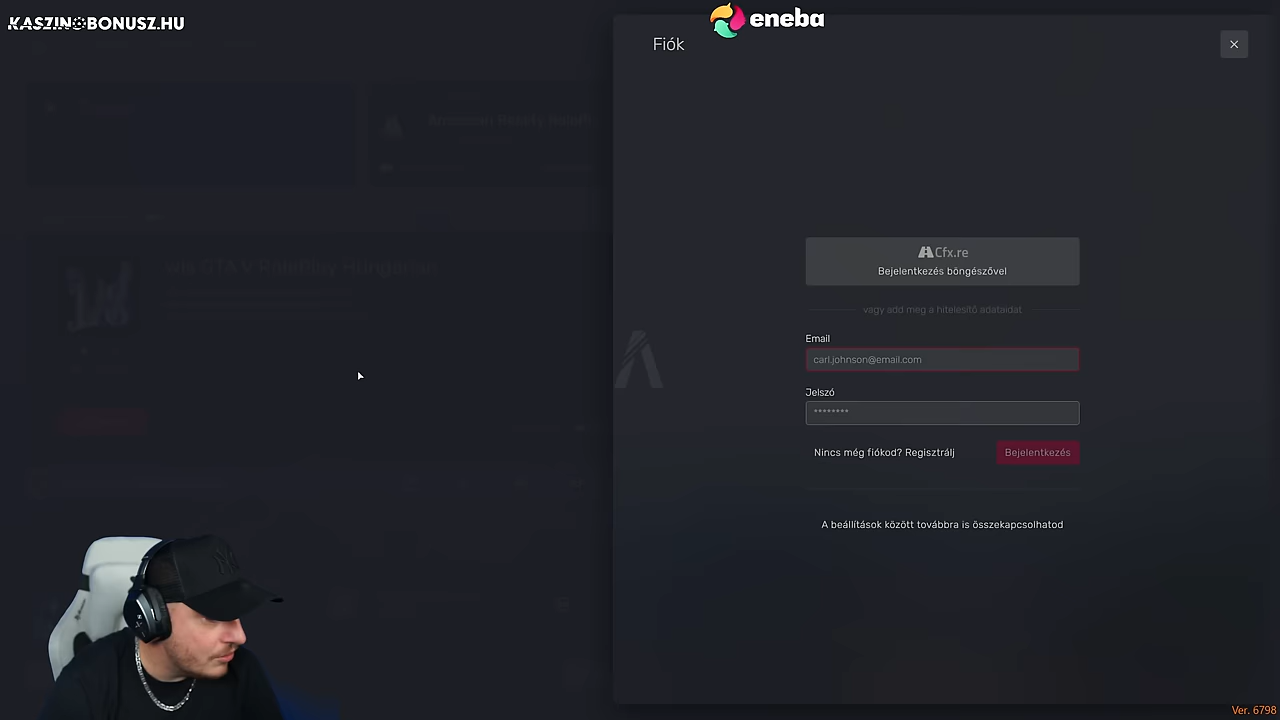 KASZINOBONUSZ.HU
eneba
Fiók
Cfx.re
Bejelentkezés böngészővel
vagy add meg a hitelesítő adataidat
Email
carl.johnson@email.com
Jelszó
********
Nincs még fiókod? Regisztrálj
Bejelentkezés
A beállítások között továbbra is összekapcsolhatod
Ver. 6798